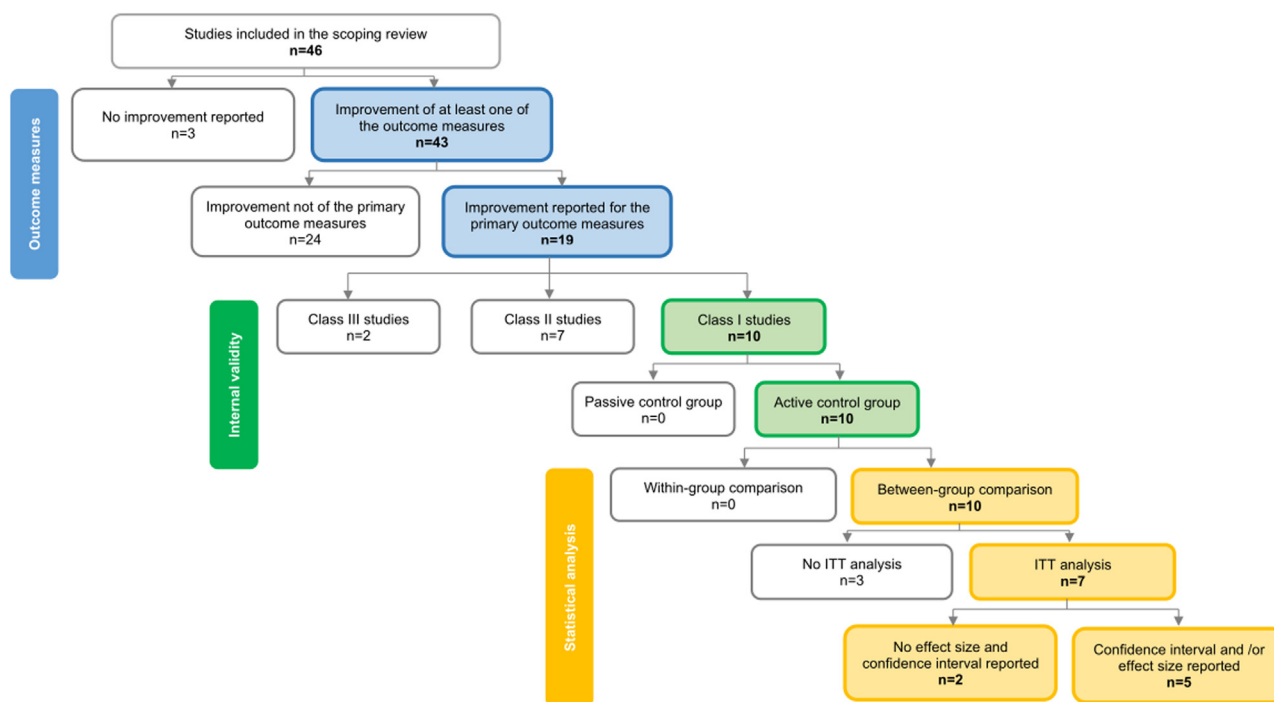 Studies included in the scoping review
n=46
Outcome measures
No improvement reported
n=3
Improvement of at least one of
the outcome measures
n=43
Improvement not of the primary
outcome measures
n=24
Improvement reported for the
primary outcome measures
n=19
Internal validity
Class III studies
n=2
Class II studies
n=7
Class I studies
n=10
Passive control group
n=0
Active control group
n=10
Statistical analysis
Within-group comparison
n=0
Between-group comparison
n=10
No ITT analysis
n=3
ITT analysis
n=7
No effect size and
confidence interval reported
n=2
Confidence interval and /or
effect size reported
n=5